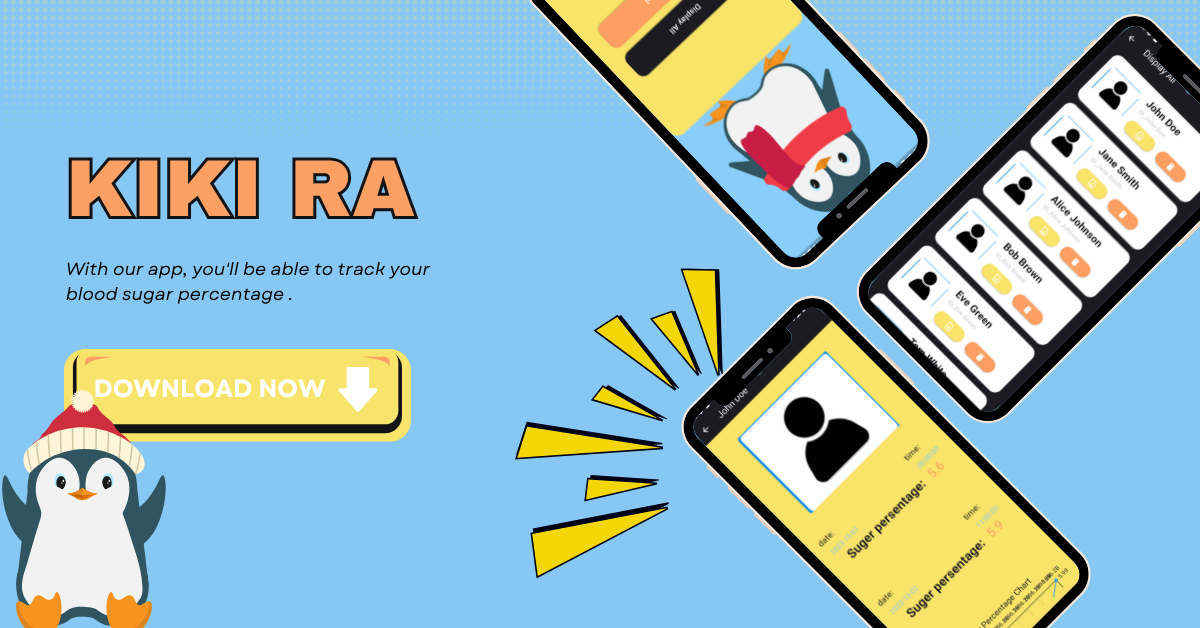 KIKI RA
With our app, you'll be able to track your
blood sugar percentage .
DOWNLOAD NOW
Display All
Display All
John Doe
Jane Smith
Alice Johnson
Bob Brown
Eve Green
Tom White
John Doe
time:
date:
Suger persentage: 5.6
time:
date:
Suger persentage: 5.9
Percentage Chart